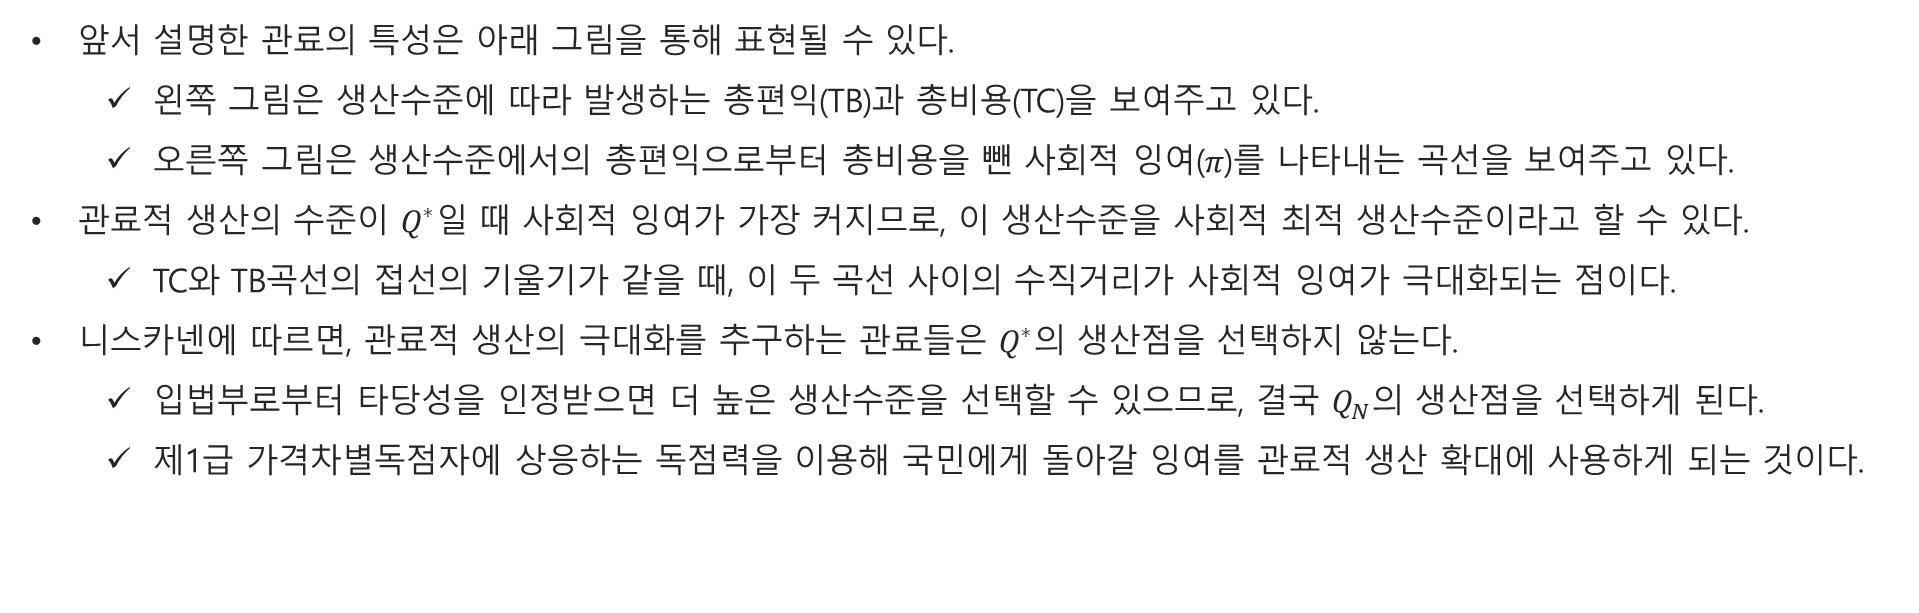 • 앞서 설명한 관료의 특성은 아래 그림을 통해 표현될 수 있다.
✓ 왼쪽 그림은 생산수준에 따라 발생하는 총편익(TB)과 총비용(TC)을 보여주고 있다.
✓ 오른쪽 그림은 생산수준에서의 총편익으로부터 총비용을 뺀 사회적 잉여(π)를 나타내는 곡선을 보여주고 있다.
• 관료적 생산의 수준이 Q*일 때 사회적 잉여가 가장 커지므로, 이 생산수준을 사회적 최적 생산수준이라고 할 수 있다.
✓ TC와 TB곡선의 접선의 기울기가 같을 때, 이 두 곡선 사이의 수직거리가 사회적 잉여가 극대화되는 점이다.
• 니스카넨에 따르면, 관료적 생산의 극대화를 추구하는 관료들은 Q*의 생산점을 선택하지 않는다.
✓ 입법부로부터 타당성을 인정받으면 더 높은 생산수준을 선택할 수 있으므로, 결국 Q_N의 생산점을 선택하게 된다.
✓ 제1급 가격차별독점자에 상응하는 독점력을 이용해 국민에게 돌아갈 잉여를 관료적 생산 확대에 사용하게 되는 것이다.